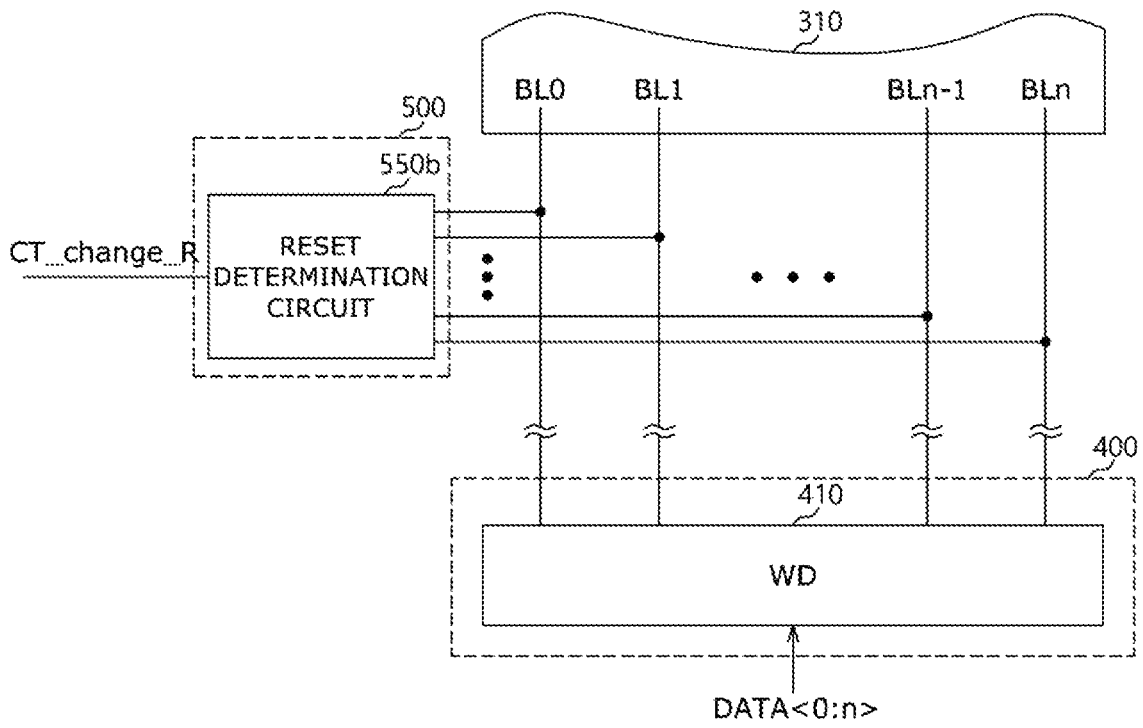 310
BL0 BL1 BLn-1 BLn
500
550b
CT_change_R
RESET
DETERMINATION
CIRCUIT
400
410
WD
DATA<0:n>